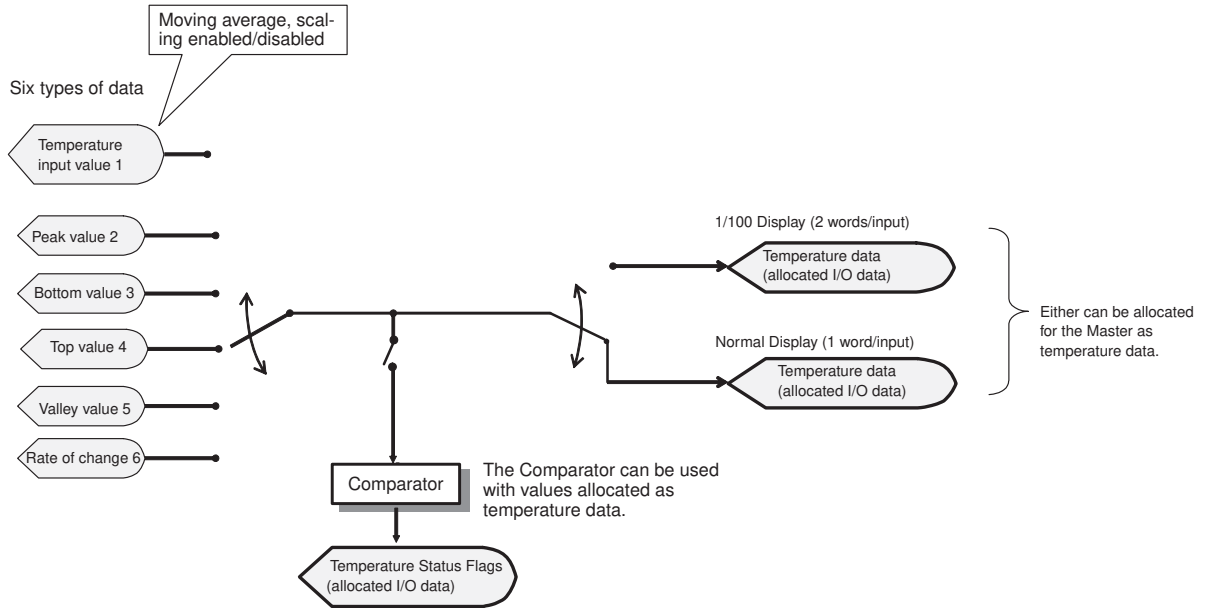 Moving average, scal-
ing enabled/disabled
Six types of data
Temperature
input value 1
Peak value 2
Bottom value 3
Top value 4
Valley value 5
Rate of change 6
1/100 Display (2 words/input)
Temperature data
(allocated I/O data)
Normal Display (1 word/input)
Temperature data
(allocated I/O data)
Either can be allocated
for the Master as
temperature data.
Comparator
The Comparator can be used
with values allocated as
temperature data.
Temperature Status Flags
(allocated I/O data)